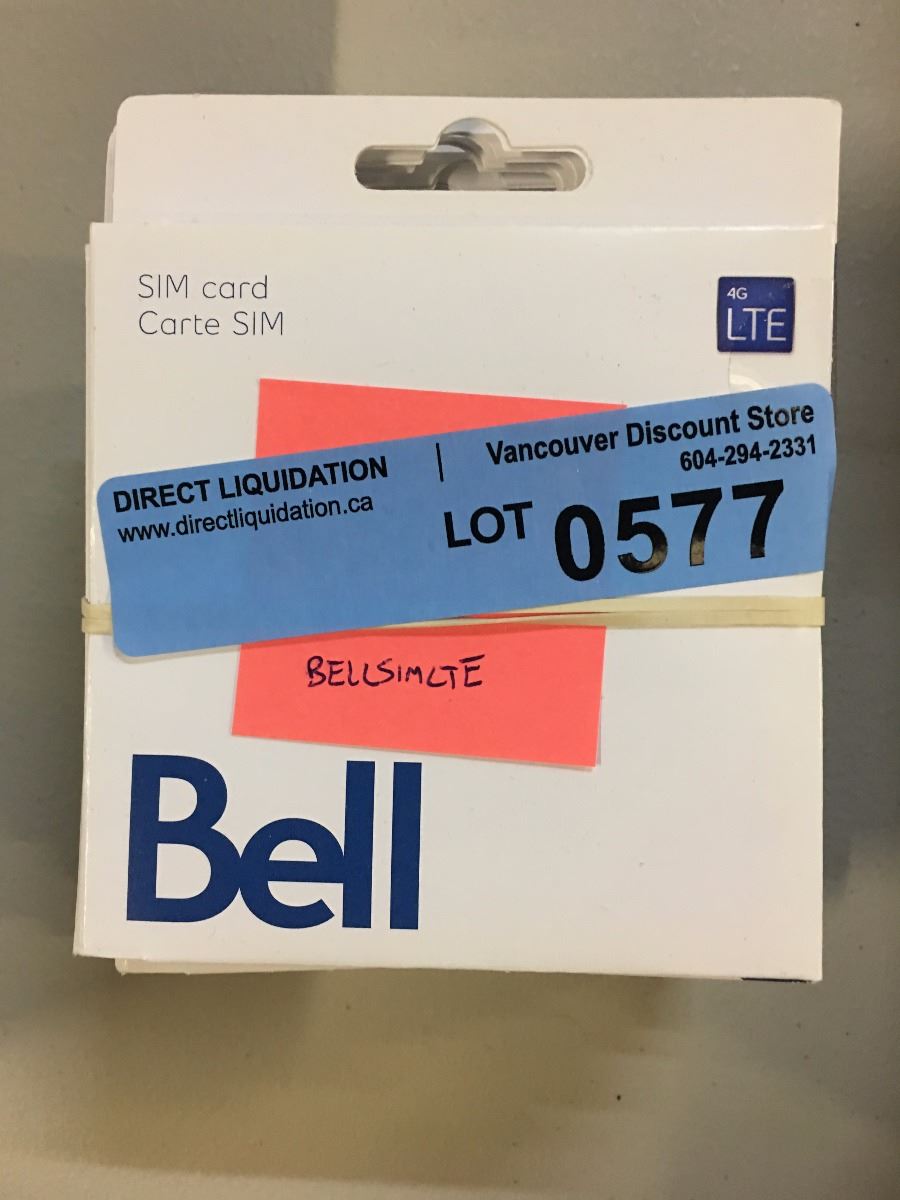 SIM card
Carte SIM
4G
LTE
DIRECT LIQUIDATION | Vancouver Discount Store
www.directliquidation.ca
604-294-2331
LOT 0577
BELLSIMLTE
Bell